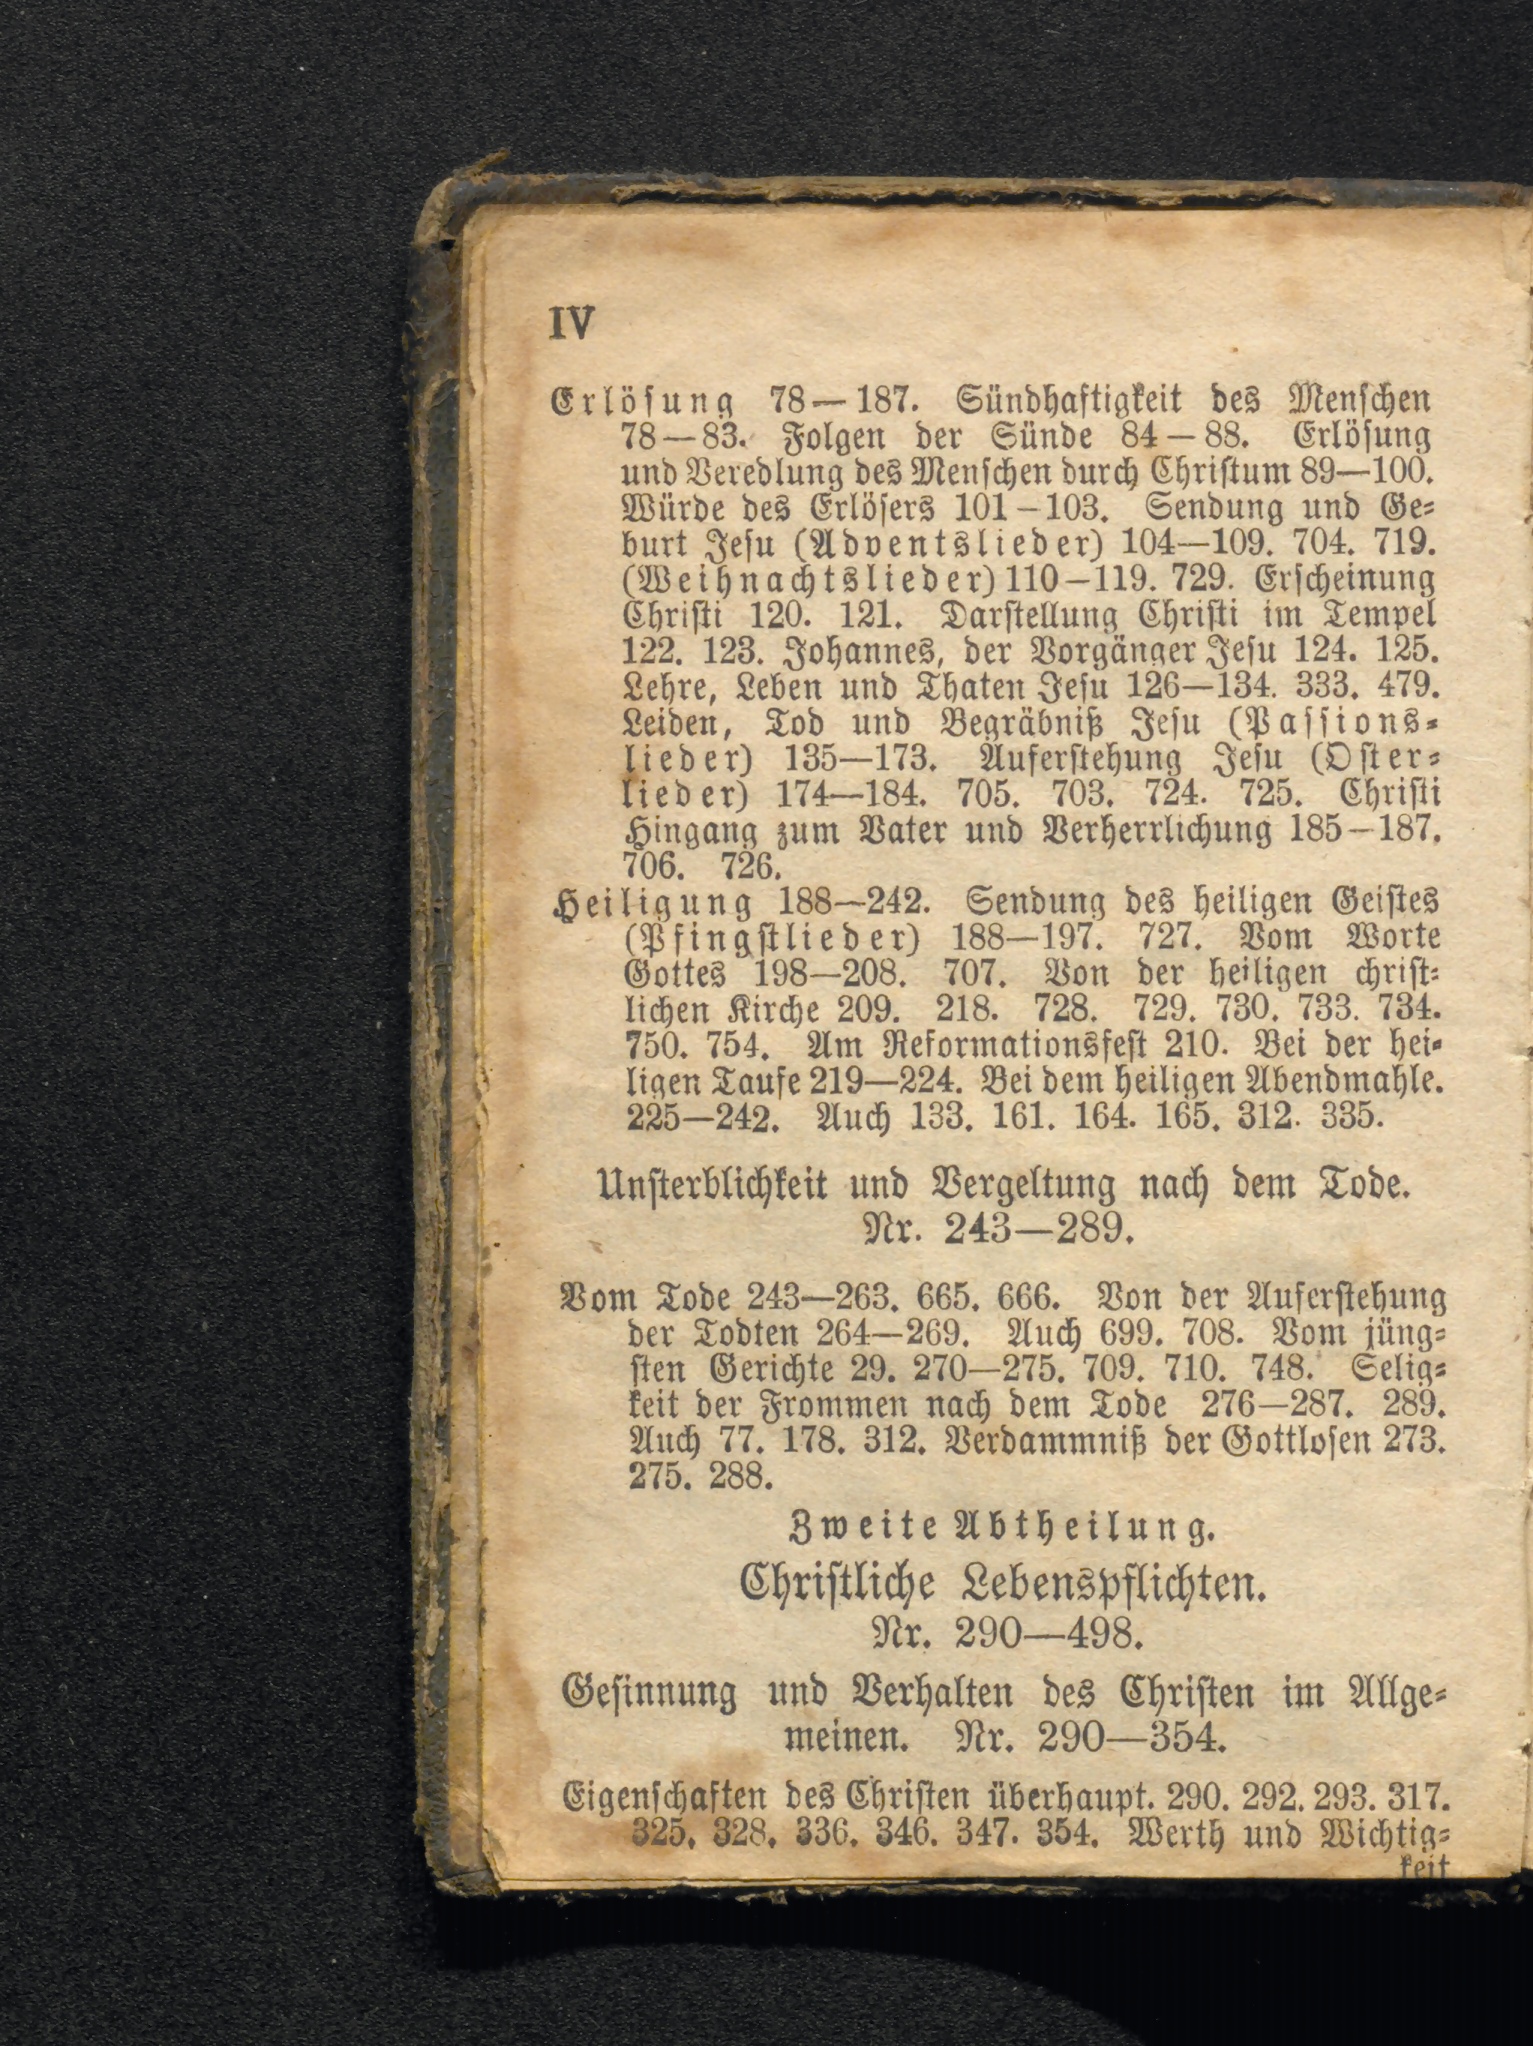 IV
Erlösung 78—187. Sündhaftigkeit des Menschen
78—83. Folgen der Sünde 84—88. Erlösung
und Veredlung des Menschen durch Christum 89—100.
Würde des Erlösers 101—103. Sendung und Ge-
burt Jesu (Adventslieder) 104—109. 704. 719.
(Weihnachtslieder) 110—119. 729. Erscheinung
Christi 120. 121. Darstellung Christi im Tempel
122. 123. Johannes, der Vorgänger Jesu 124. 125.
Lehre, Leben und Thaten Jesu 126—134. 333. 479.
Leiden, Tod und Begräbniß Jesu (Passions-
lieder) 135—173. Auferstehung Jesu (Oster-
lieder) 174—184. 705. 703. 724. 725. Christi
Hingang zum Vater und Verherrlichung 185—187.
706. 726.
Heiligung 188—242. Sendung des heiligen Geistes
(Pfingstlieder) 188—197. 727. Vom Worte
Gottes 198—208. 707. Von der heiligen christ-
lichen Kirche 209. 218. 728. 729. 730. 733. 734.
750. 754. Am Reformationsfest 210. Bei der hei-
ligen Taufe 219—224. Bei dem heiligen Abendmahle.
225—242. Auch 133. 161. 164. 165. 312. 335.
Unsterblichkeit und Vergeltung nach dem Tode.
Nr. 243—289.
Vom Tode 243—263. 665. 666. Von der Auferstehung
der Todten 264—269. Auch 699. 708. Vom jüng-
sten Gerichte 29. 270—275. 709. 710. 748. Selig-
keit der Frommen nach dem Tode 276—287. 289.
Auch 77. 178. 312. Verdammniß der Gottlosen 273.
275. 288.
Zweite Abtheilung.
Christliche Lebenspflichten.
Nr. 290—498.
Gesinnung und Verhalten des Christen im Allge-
meinen. Nr. 290—354.
Eigenschaften des Christen überhaupt. 290. 292. 293. 317.
325. 328. 336. 346. 347. 354. Werth und Wichtig-
keit